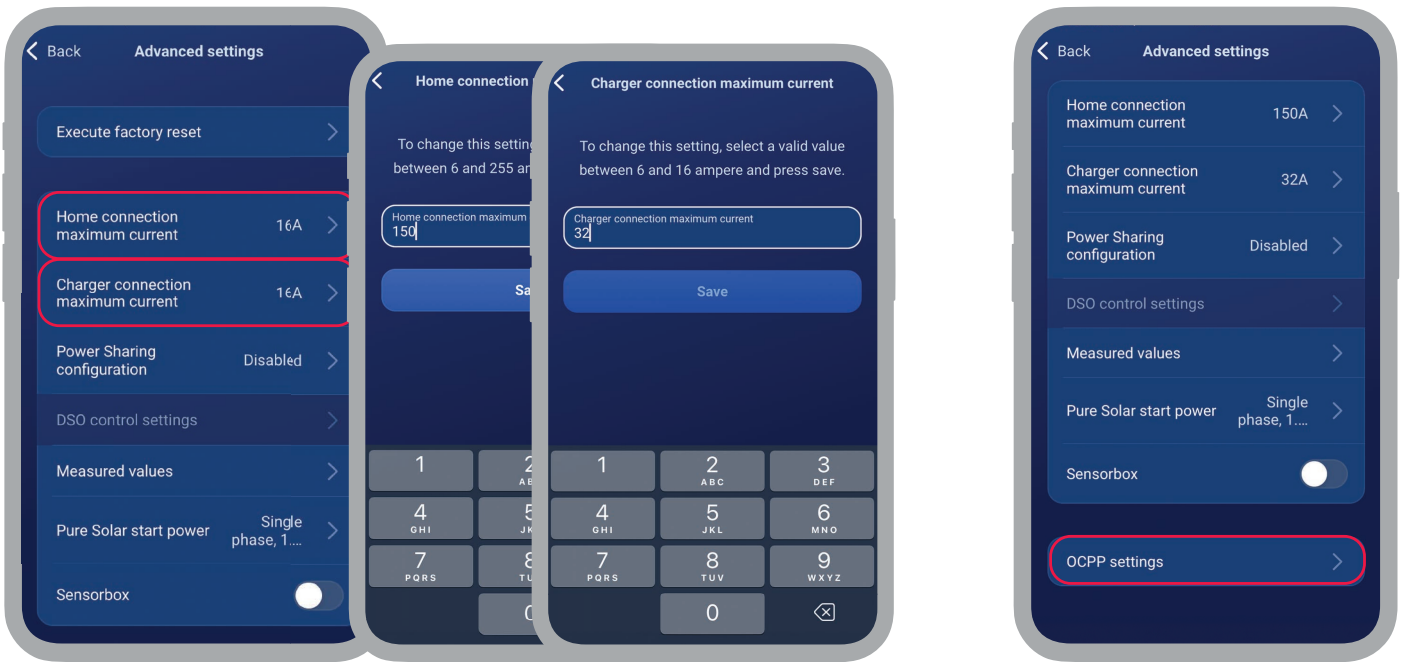 Back
Advanced settings
Execute factory reset
Home connection
maximum current
16A
Charger connection
maximum current
16A
Power Sharing
configuration
Disabled
DSO control settings
Measured values
Pure Solar start power
Single
phase, 1....
Sensorbox
Home connection
To change this setting
between 6 and 255
Home connection maximum
150
1
4
GHI
7
PQRS
Charger connection maximum current
To change this setting, select a valid value
between 6 and 16 ampere and press save.
Charger connection maximum current
32
Save
1
2
ABC
3
DEF
4
GHI
5
JKL
6
MNO
7
PQRS
8
TUV
9
WXYZ
0
Back
Advanced settings
Home connection
maximum current
150A
Charger connection
maximum current
32A
Power Sharing
configuration
Disabled
DSO control settings
Measured values
Pure Solar start power
Single
phase, 1....
Sensorbox
OCPP settings